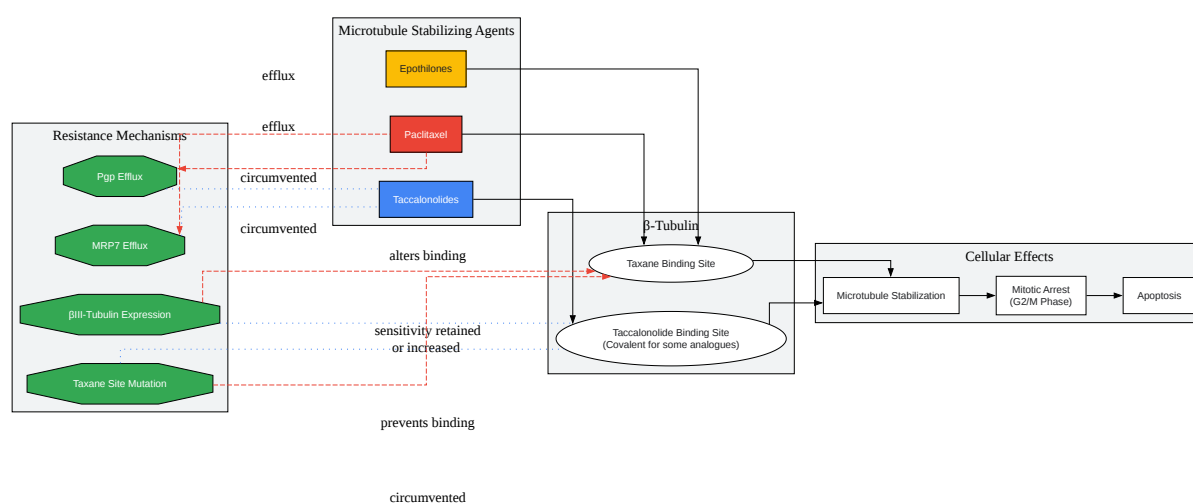 Microtubule Stabilizing Agents
Epothilones
efflux
Paclitaxel
efflux
Resistance Mechanisms
Pgp Efflux
circumvented
Taccalonolides
MRP7 Efflux
circumvented
β-Tubulin
alters binding
Taxane Binding Site
Cellular Effects
Microtubule Stabilization
Mitotic Arrest
(G2/M Phase)
Apoptosis
βIII-Tubulin Expression
sensitivity retained
or increased
Taccalonolide Binding Site
(Covalent for some analogues)
Taxane Site Mutation
prevents binding
circumvented